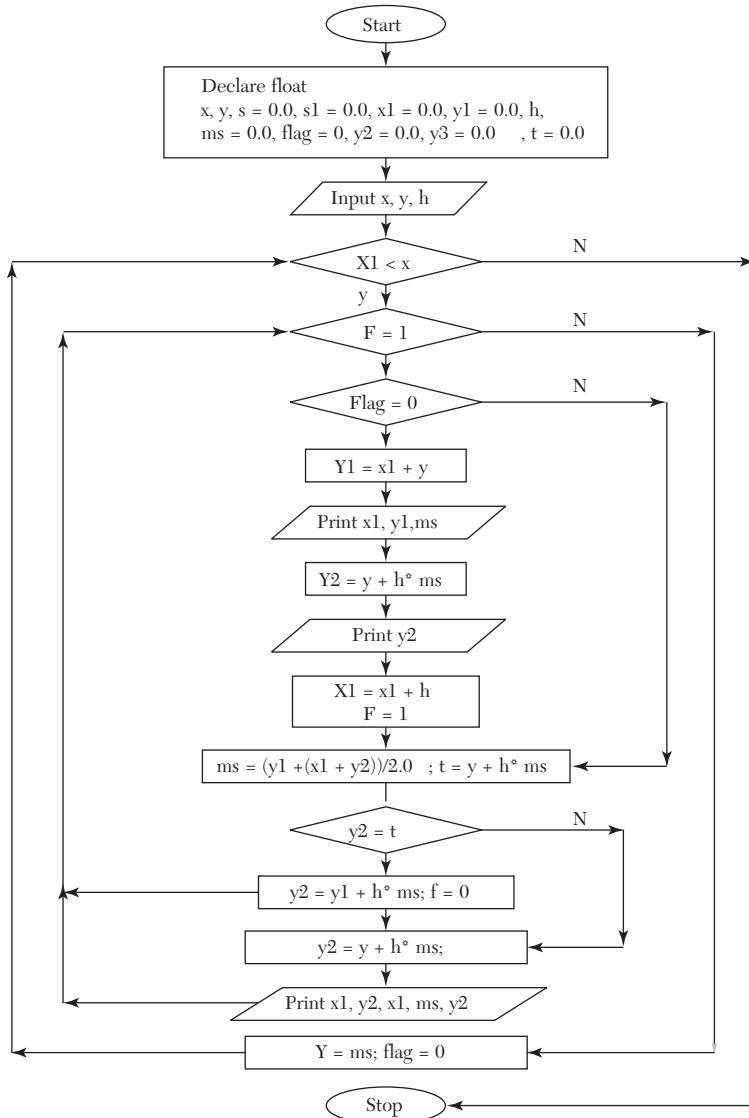 Start
Declare float
x, y, s = 0.0, s1 = 0.0, x1 = 0.0, y1 = 0.0, h,
ms = 0.0, flag = 0, y2 = 0.0, y3 = 0.0 , t = 0.0
Input x, y, h
X1 < x
N
y
F = 1
N
Flag = 0
N
Y1 = x1 + y
Print x1, y1,ms
Y2 = y + h* ms
Print y2
X1 = x1 + h
F = 1
ms = (y1 +(x1 + y2))/2.0 ; t = y + h* ms
y2 = t
N
y2 = y1 + h* ms; f = 0
y2 = y + h* ms;
Print x1, y2, x1, ms, y2
Y = ms; flag = 0
Stop